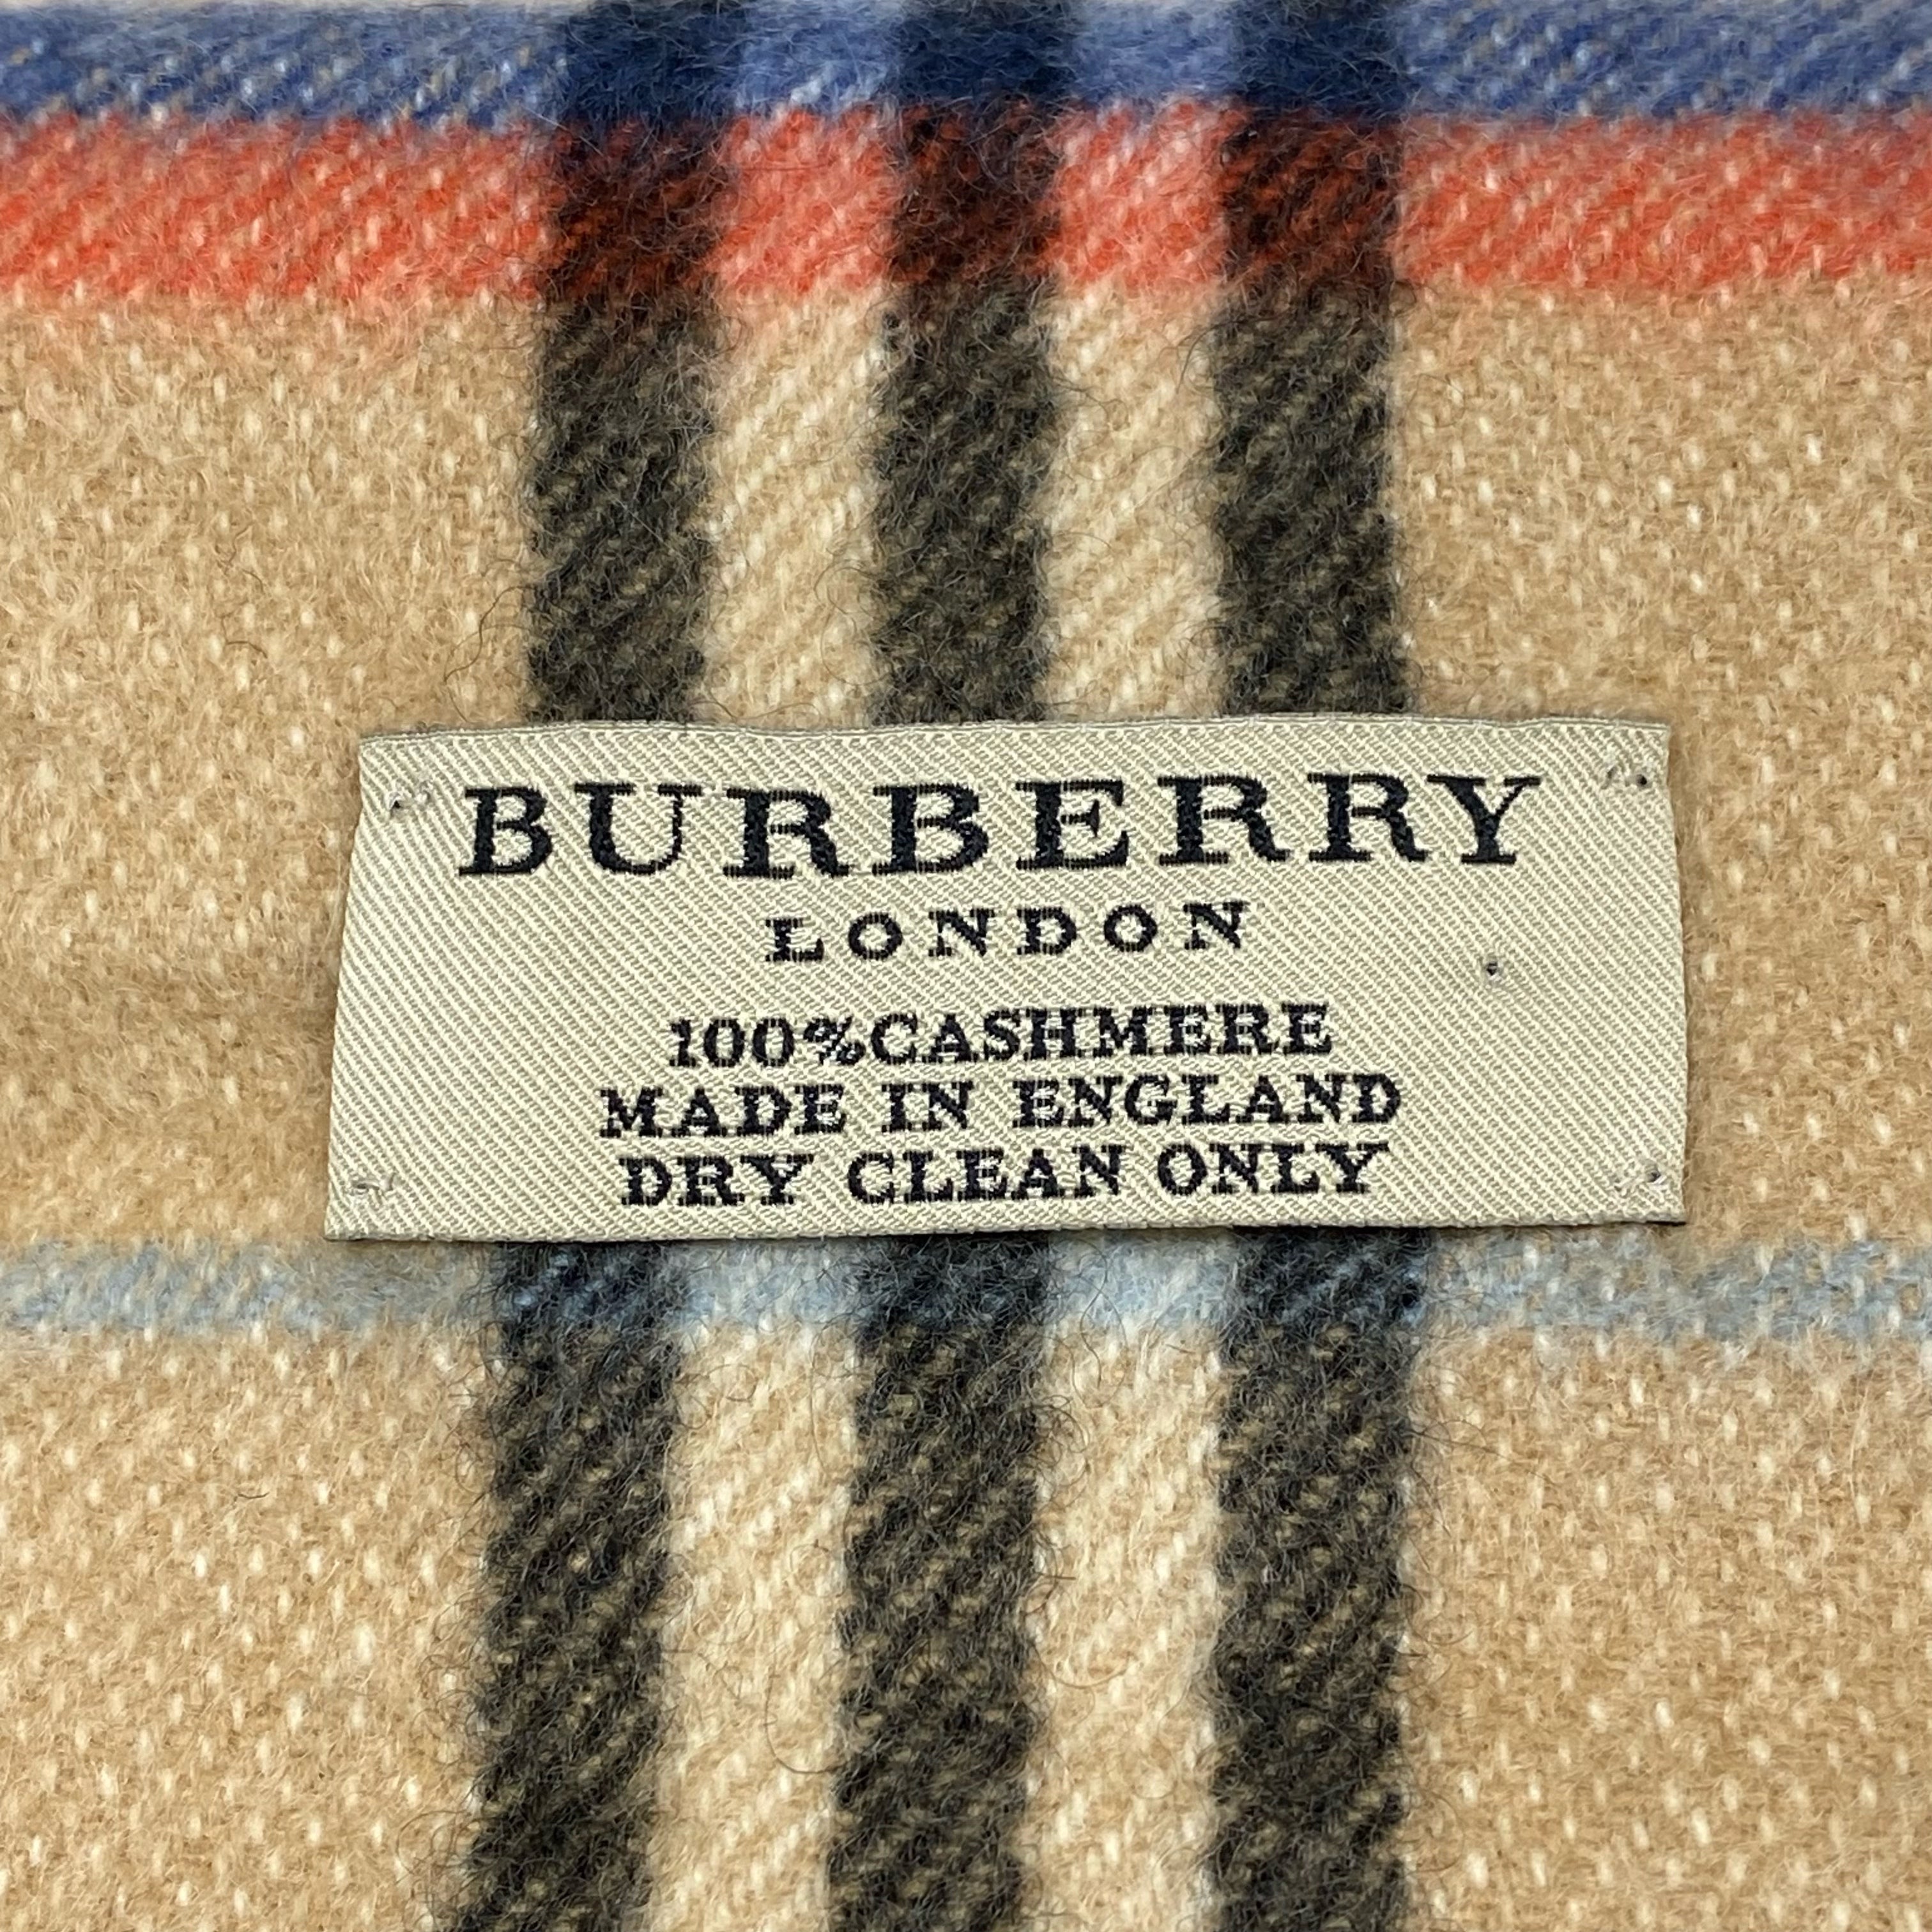 BURBERRY
LONDON
100%CASHMERE
MADE IN ENGLAND
DRY CLEAN ONLY